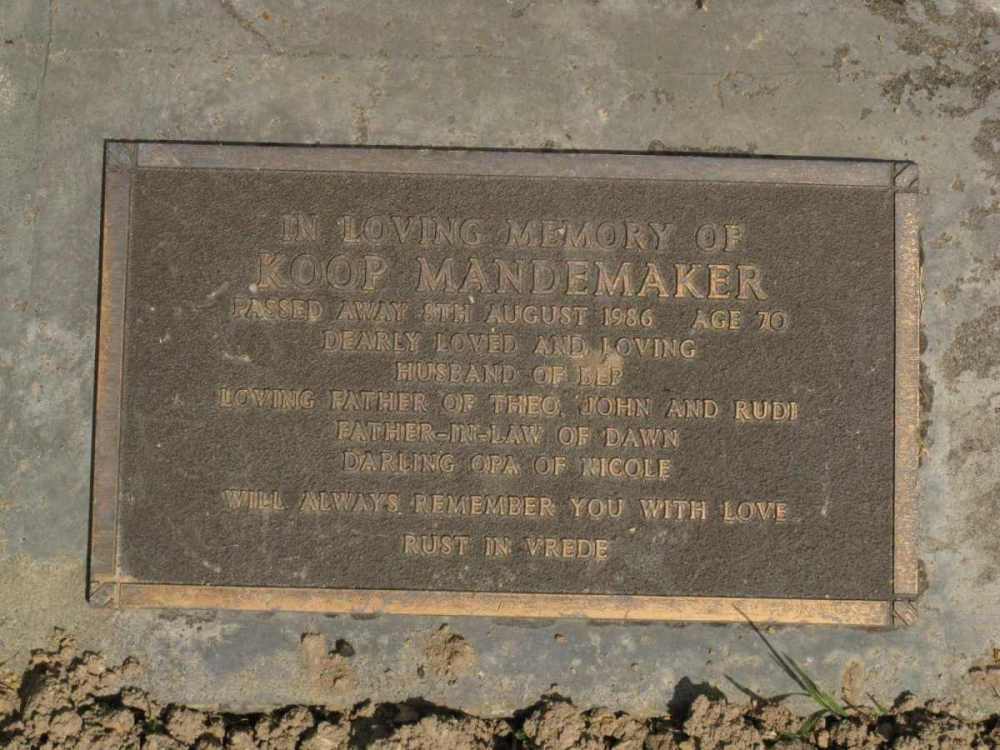 IN LOVING MEMORY OF
KOOP MANDEMAKER
PASSED AWAY 8TH AUGUST 1986 AGE 70
DEARLY LOVED AND LOVING
HUSBAND OF BEP
LOVING FATHER OF THEO, JOHN AND RUDI
FATHER-IN-LAW OF DAWN
DARLING OPA OF NICOLE
WILL ALWAYS REMEMBER YOU WITH LOVE
RUST IN VREDE